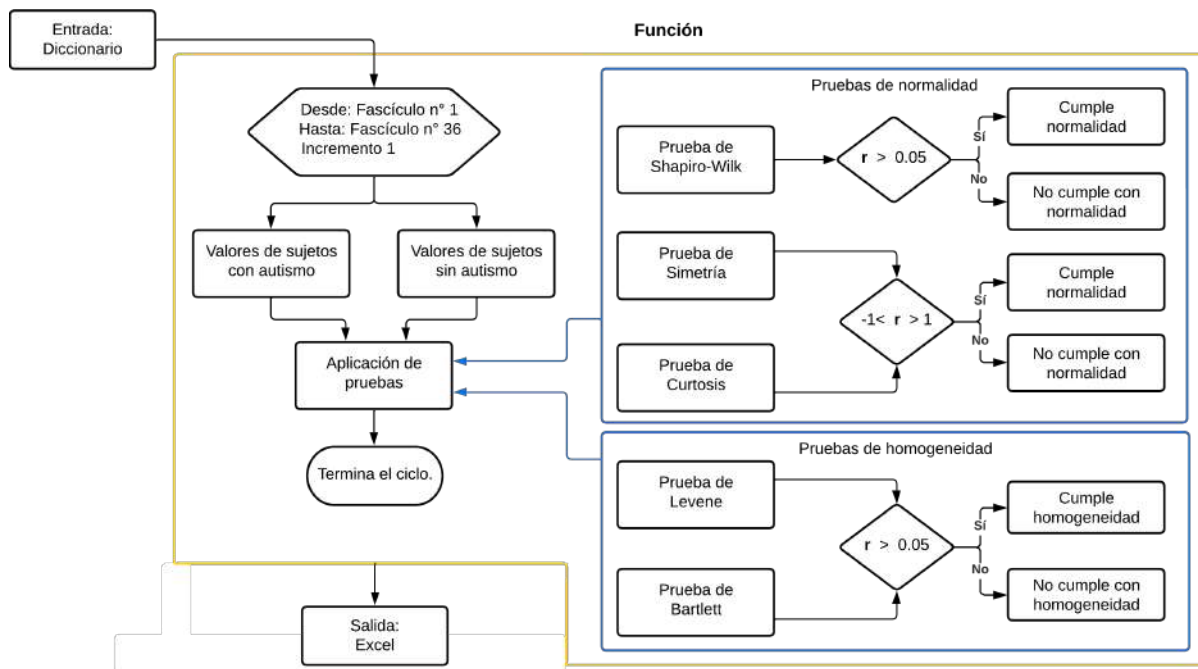 Entrada:
Diccionario
Función
Desde: Fascículo n° 1
Hasta: Fascículo n° 36
Incremento 1
Valores de sujetos
con autismo
Valores de sujetos
sin autismo
Aplicación de
pruebas
Termina el ciclo.
Salida:
Excel
Pruebas de normalidad
Prueba de
Shapiro-Wilk
r > 0.05
Sí
No
Cumple
normalidad
No cumple con
normalidad
Prueba de
Simetría
Prueba de
Curtosis
-1< r > 1
Sí
No
Cumple
normalidad
No cumple con
normalidad
Pruebas de homogeneidad
Prueba de
Levene
Prueba de
Bartlett
r > 0.05
Sí
No
Cumple
homogeneidad
No cumple con
homogeneidad